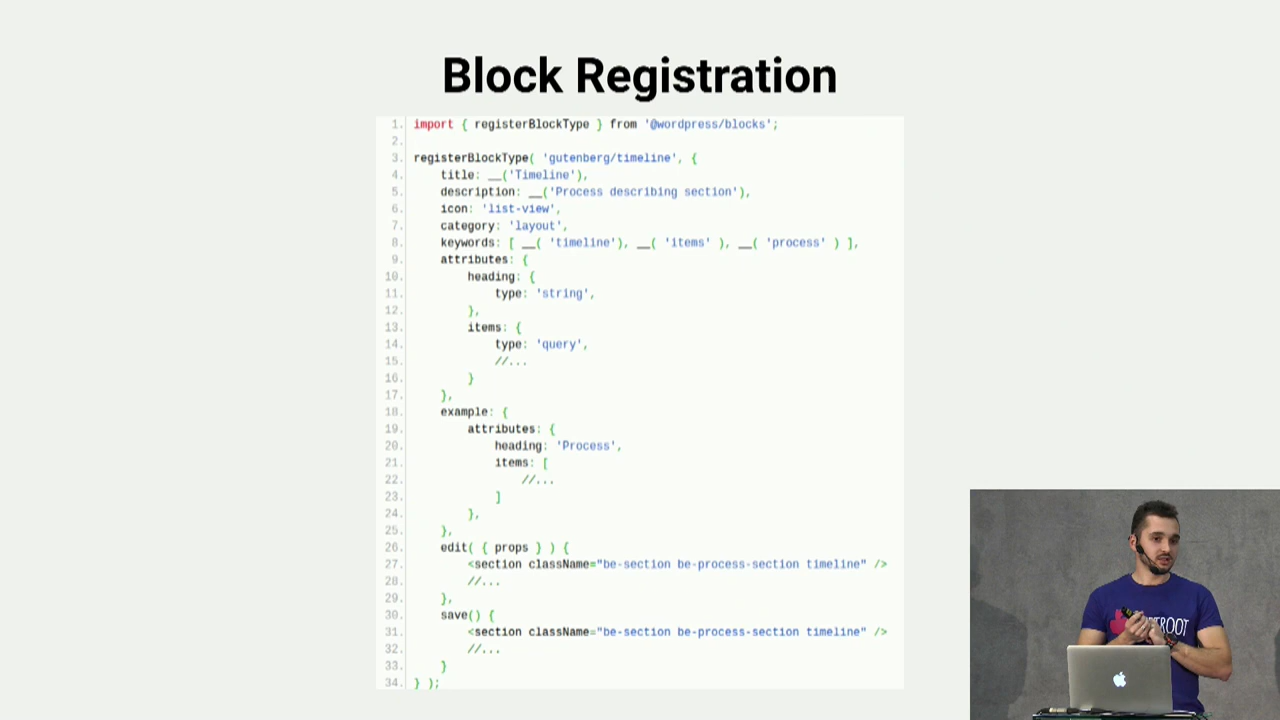 Block Registration
1. import { registerBlockType } from '@wordpress/blocks';
2.
3. registerBlockType( 'gutenberg/timeline', {
4. title: __('Timeline'),
5. description: __('Process describing section'),
6. icon: 'list-view',
7. category: 'layout',
8. keywords: [ __( 'timeline'), __( 'items' ), __( 'process' ) ],
9. attributes: {
10. heading: {
11. type: 'string',
12. },
13. items: {
14. type: 'query',
15. //...
16. }
17. },
18. example: {
19. attributes: {
20. heading: 'Process',
21. items: [
22. //...
23. ]
24. },
25. },
26. edit( { props } ) {
27. <section className="be-section be-process-section timeline" />
28. //...
29. },
30. save() {
31. <section className="be-section be-process-section timeline" />
32. //...
33. }
34. } );